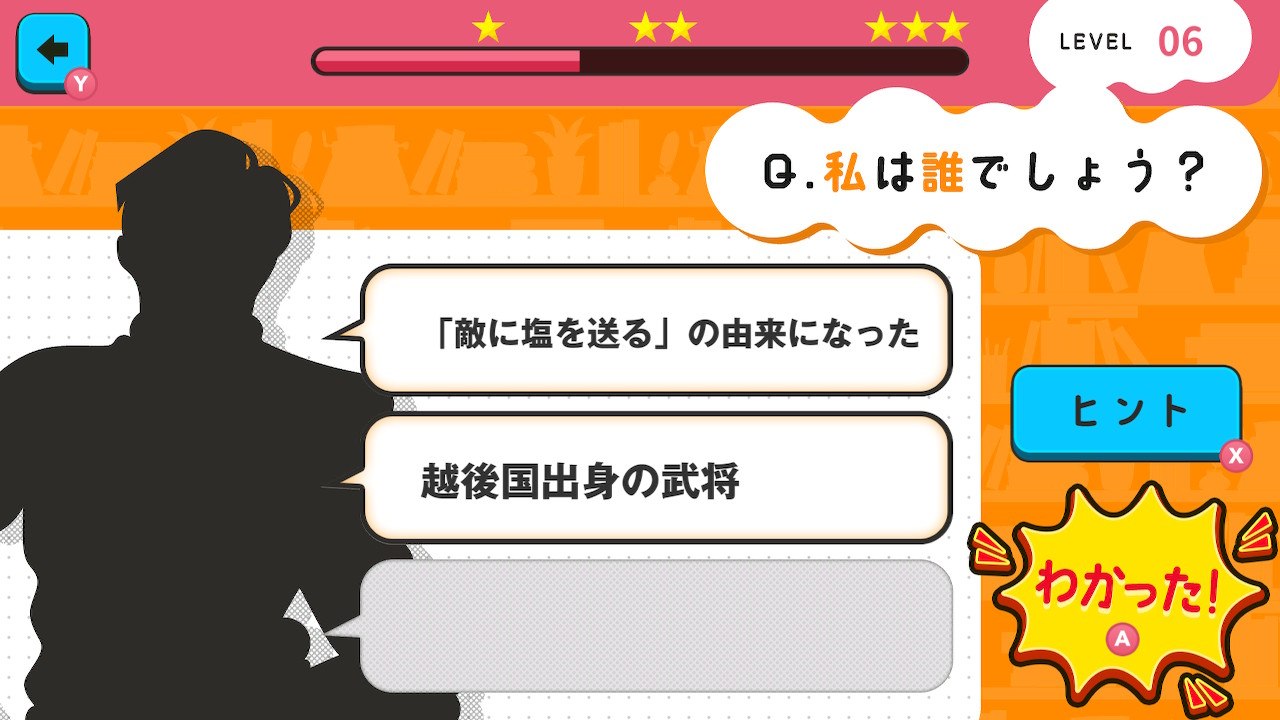 LEVEL 06
Y
Q.私は誰でしょう？
「敵に塩を送る」の由来になった
越後国出身の武将
ヒント
X
わかった!
A